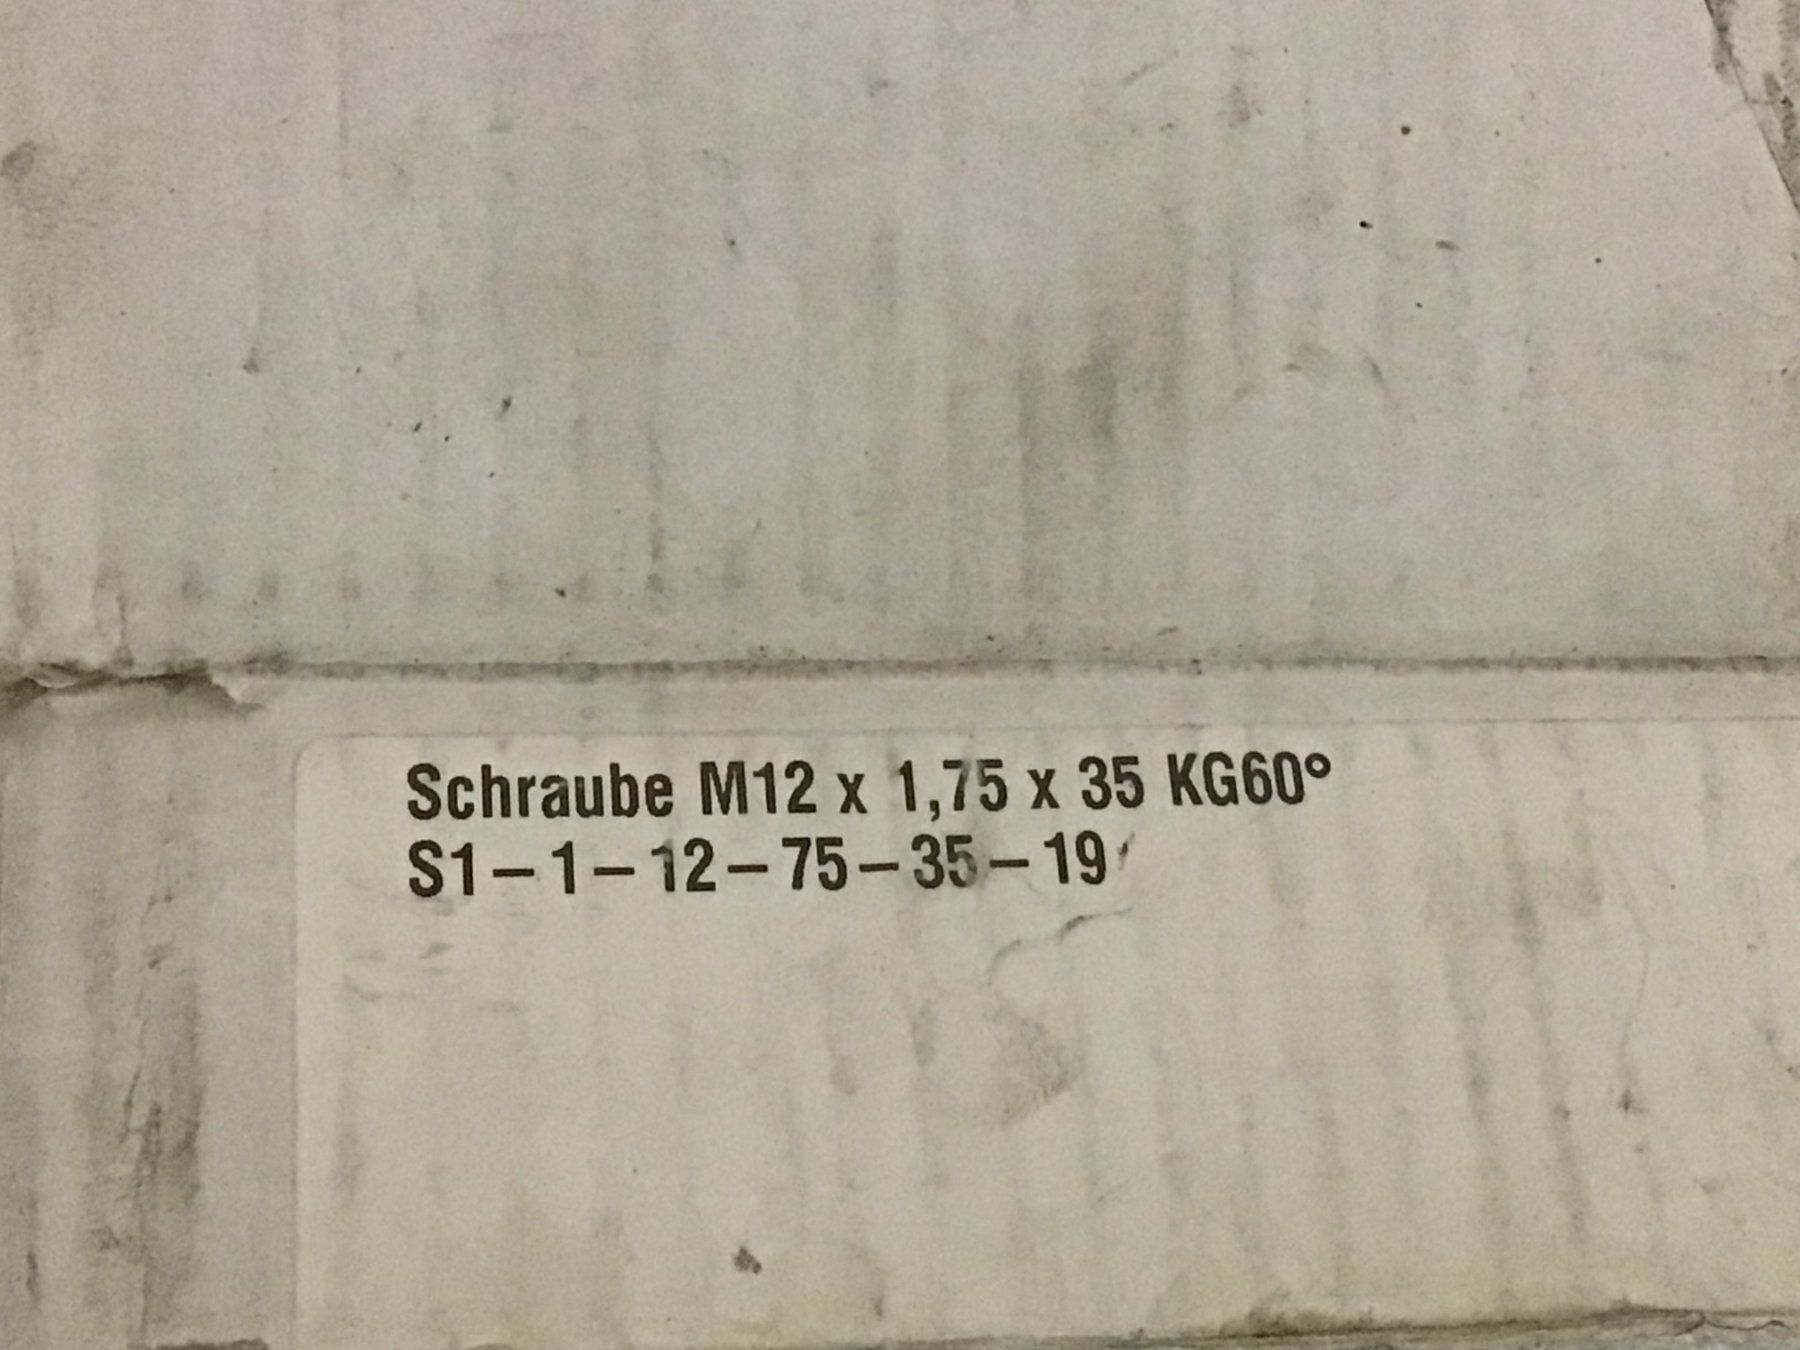 Schraube M12 x 1,75 x 35 KG60°
S1–1–12–75–35–19